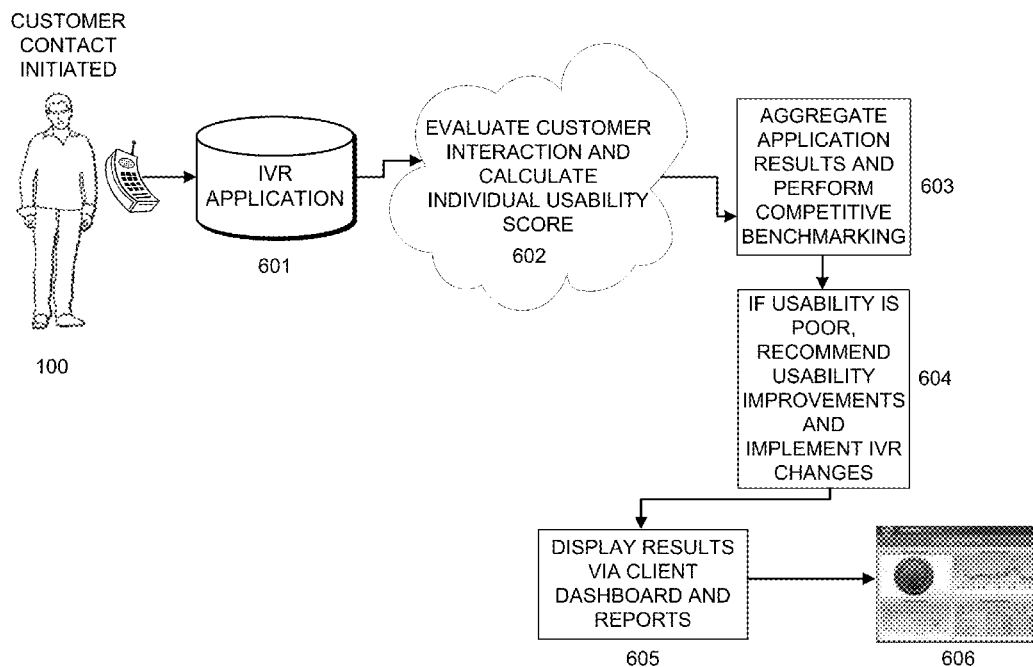 CUSTOMER
CONTACT
INITIATED
100
IVR
APPLICATION
601
EVALUATE CUSTOMER
INTERACTION AND
CALCULATE
INDIVIDUAL USABILITY
SCORE
602
AGGREGATE
APPLICATION
RESULTS AND
PERFORM
COMPETITIVE
BENCHMARKING
603
IF USABILITY IS
POOR,
RECOMMEND
USABILITY
IMPROVEMENTS
AND
IMPLEMENT IVR
CHANGES
604
DISPLAY RESULTS
VIA CLIENT
DASHBOARD AND
REPORTS
605
606